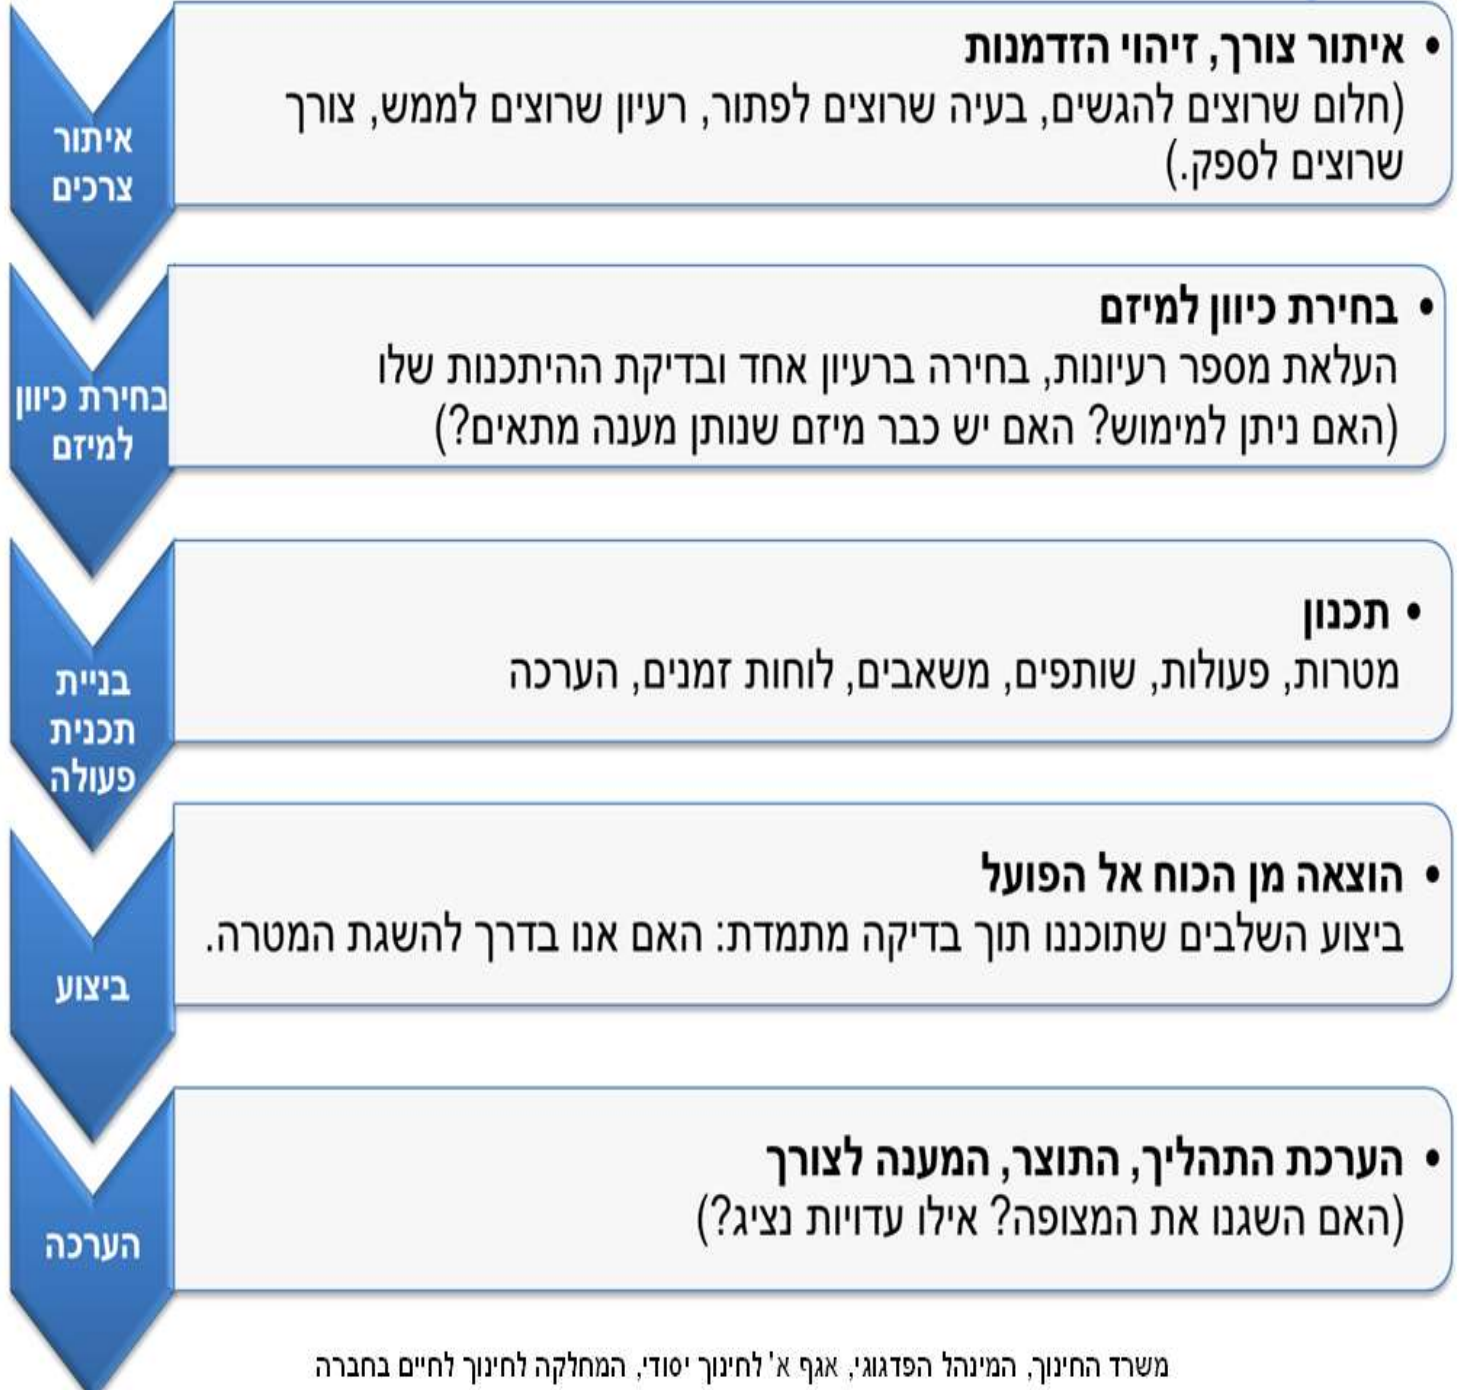 איתור
צרכים
• איתור צורך, זיהוי הזדמנות
(חלום שרוצים להגשים, בעיה שרוצים לפתור, רעיון שרוצים לממש, צורך
שרוצים לספק.)
בחירת כיוון
למיזם
• בחירת כיוון למיזם
העלאת מספר רעיונות, בחירה ברעיון אחד ובדיקת ההיתכנות שלו
(האם ניתן למימוש? האם יש כבר מיזם שנותן מענה מתאים?)
בניית
תכנית
פעולה
• תכנון
מטרות, פעולות, שותפים, משאבים, לוחות זמנים, הערכה
ביצוע
• הוצאה מן הכוח אל הפועל
ביצוע השלבים שתוכננו תוך בדיקה מתמדת: האם אנו בדרך להשגת המטרה.
הערכה
• הערכת התהליך, התוצר, המענה לצורך
(האם השגנו את המצופה? אילו עדויות נציג?)
משרד החינוך, המינהל הפדגוגי, אגף א' לחינוך יסודי, המחלקה לחינוך לחיים בחברה